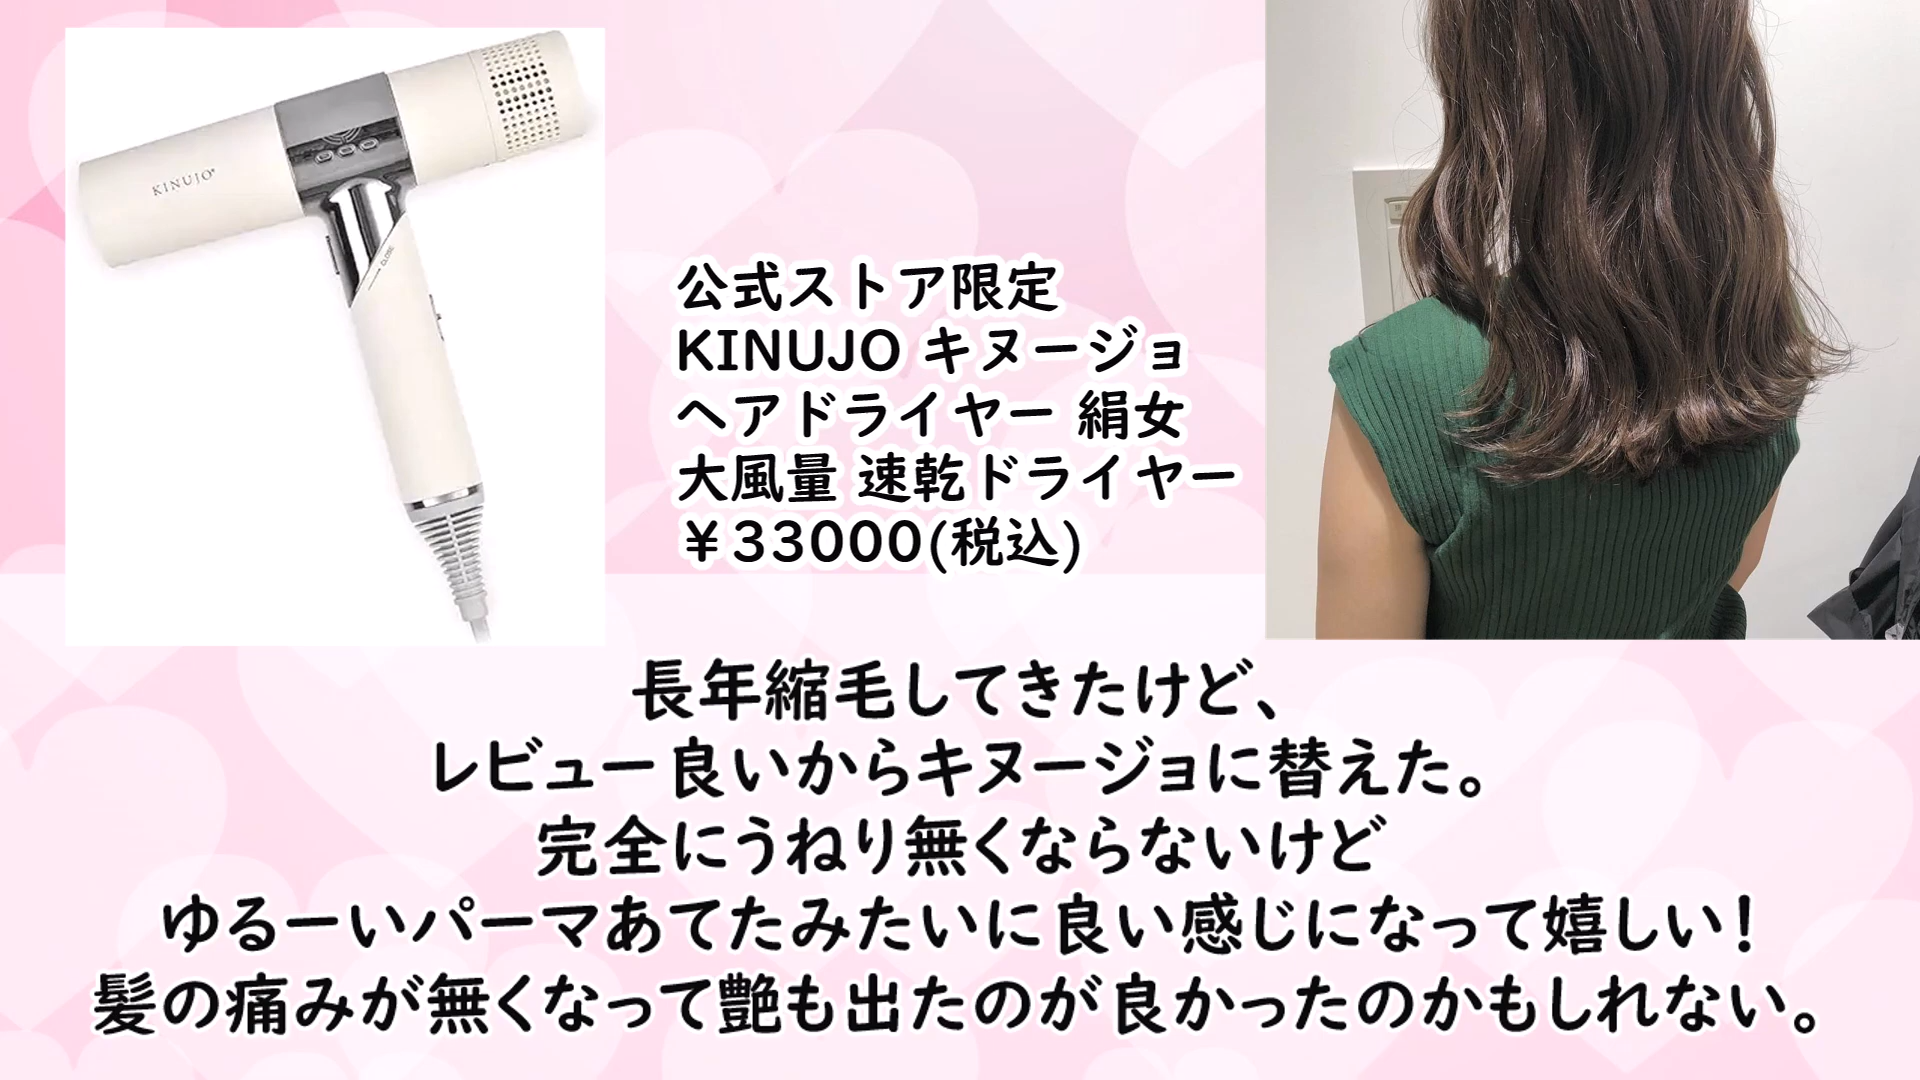 KINUJO
CLOSE
公式ストア限定
KINUJO キヌージョ
ヘアドライヤー 絹女
大風量 速乾ドライヤー
￥33000(税込)
長年縮毛してきたけど、
レビュー良いからキヌージョに替えた。
完全にうねり無くならないけど
ゆるーいパーマあてたみたいに良い感じになって嬉しい!
髪の痛みが無くなって艶も出たのが良かったのかもしれない。